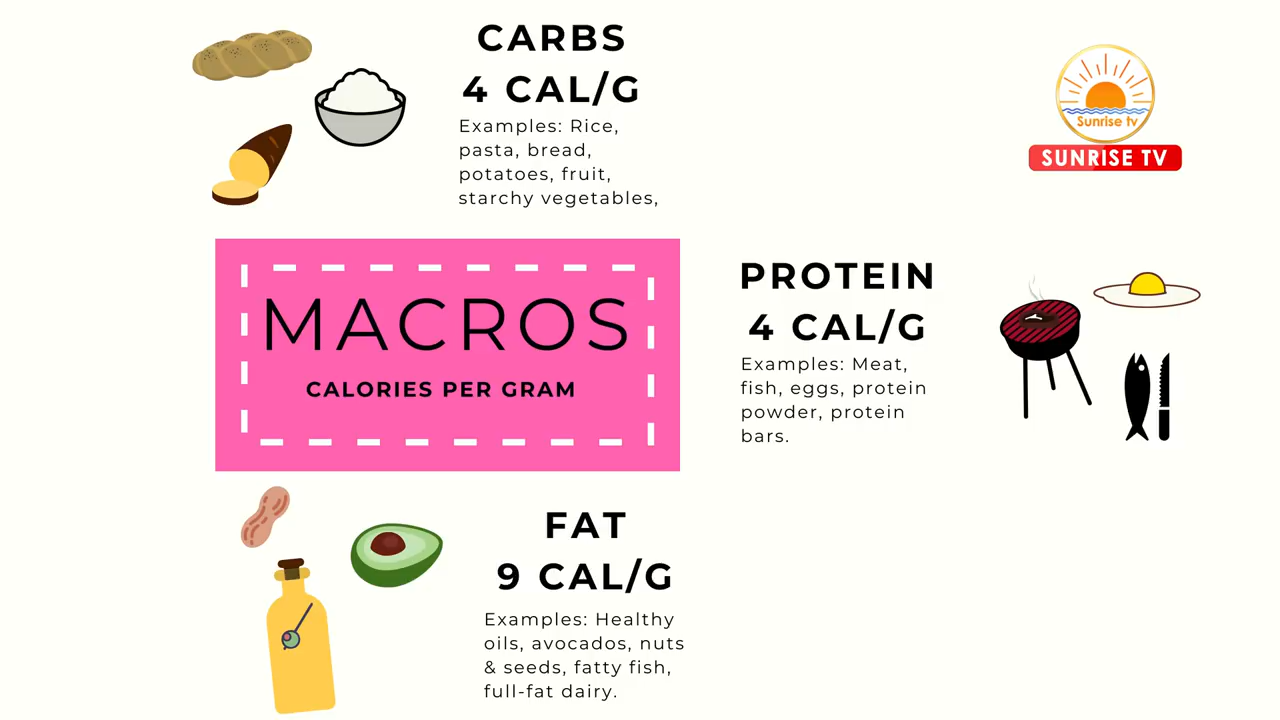 CARBS
4 CAL/G
Examples: Rice,
pasta, bread,
potatoes, fruit,
starchy vegetables,
Sunrise tv
SUNRISE TV
MACROS
CALORIES PER GRAM
PROTEIN
4 CAL/G
Examples: Meat,
fish, eggs, protein
powder, protein
bars.
FAT
9 CAL/G
Examples: Healthy
oils, avocados, nuts
& seeds, fatty fish,
full-fat dairy.